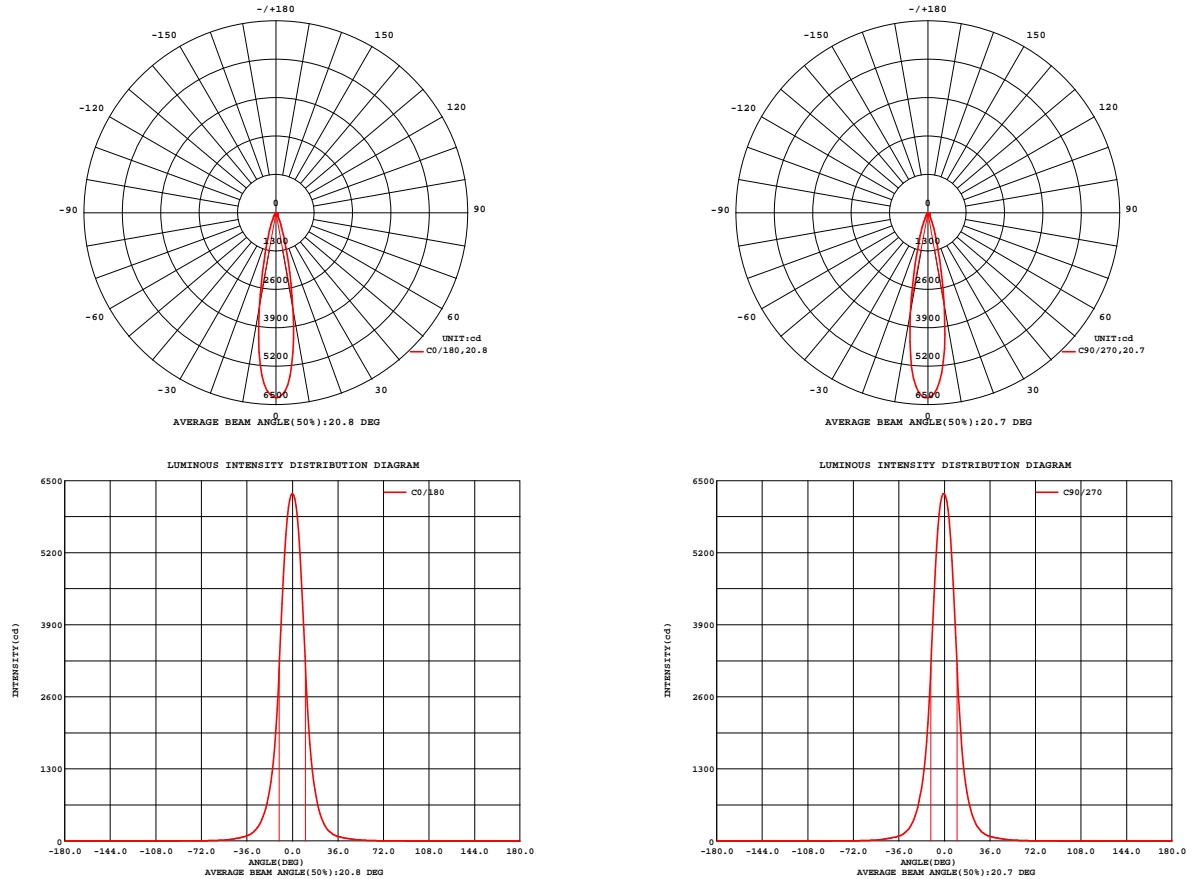 -/+180
-150 150
-120 120
-90 90
0
1300
2600
3900
5200
6500
-60 60
-30 30
0
UNIT:cd
C0/180,20.8
AVERAGE BEAM ANGLE(50%):20.8 DEG
-/+180
-150 150
-120 120
-90 90
0
1300
2600
3900
5200
6500
-60 60
-30 30
0
UNIT:cd
C90/270,20.7
AVERAGE BEAM ANGLE(50%):20.7 DEG
LUMINOUS INTENSITY DISTRIBUTION DIAGRAM
C0/180
6500
5200
3900
2600
1300
0
INTENSITY(cd)
-180.0 -144.0 -108.0 -72.0 -36.0 0.0 36.0 72.0 108.0 144.0 180.0
ANGLE(DEG)
AVERAGE BEAM ANGLE(50%):20.8 DEG
LUMINOUS INTENSITY DISTRIBUTION DIAGRAM
C90/270
6500
5200
3900
2600
1300
0
INTENSITY(cd)
-180.0 -144.0 -108.0 -72.0 -36.0 0.0 36.0 72.0 108.0 144.0 180.0
ANGLE(DEG)
AVERAGE BEAM ANGLE(50%):20.7 DEG